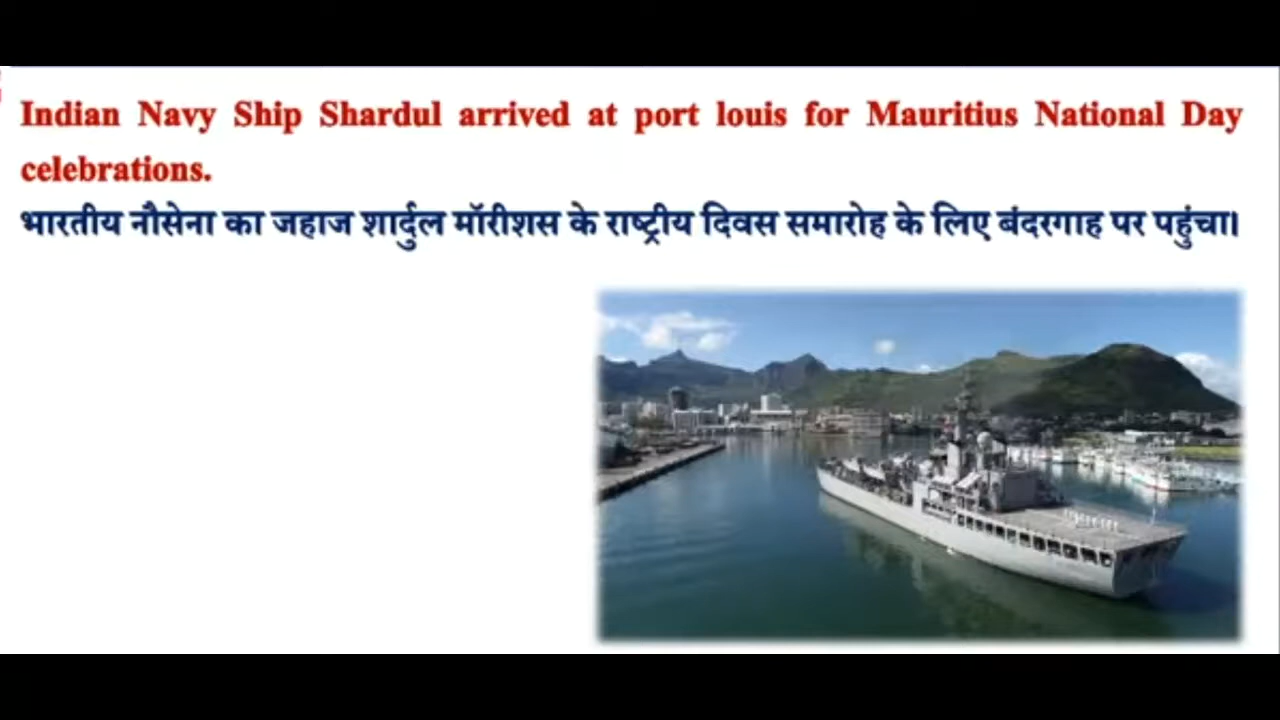 Indian Navy Ship Shardul arrived at port louis for Mauritius National Day
celebrations.
भारतीय नौसेना का जहाज शार्दुल मॉरीशस के राष्ट्रीय दिवस समारोह के लिए बंदरगाह पर पहुंचा।